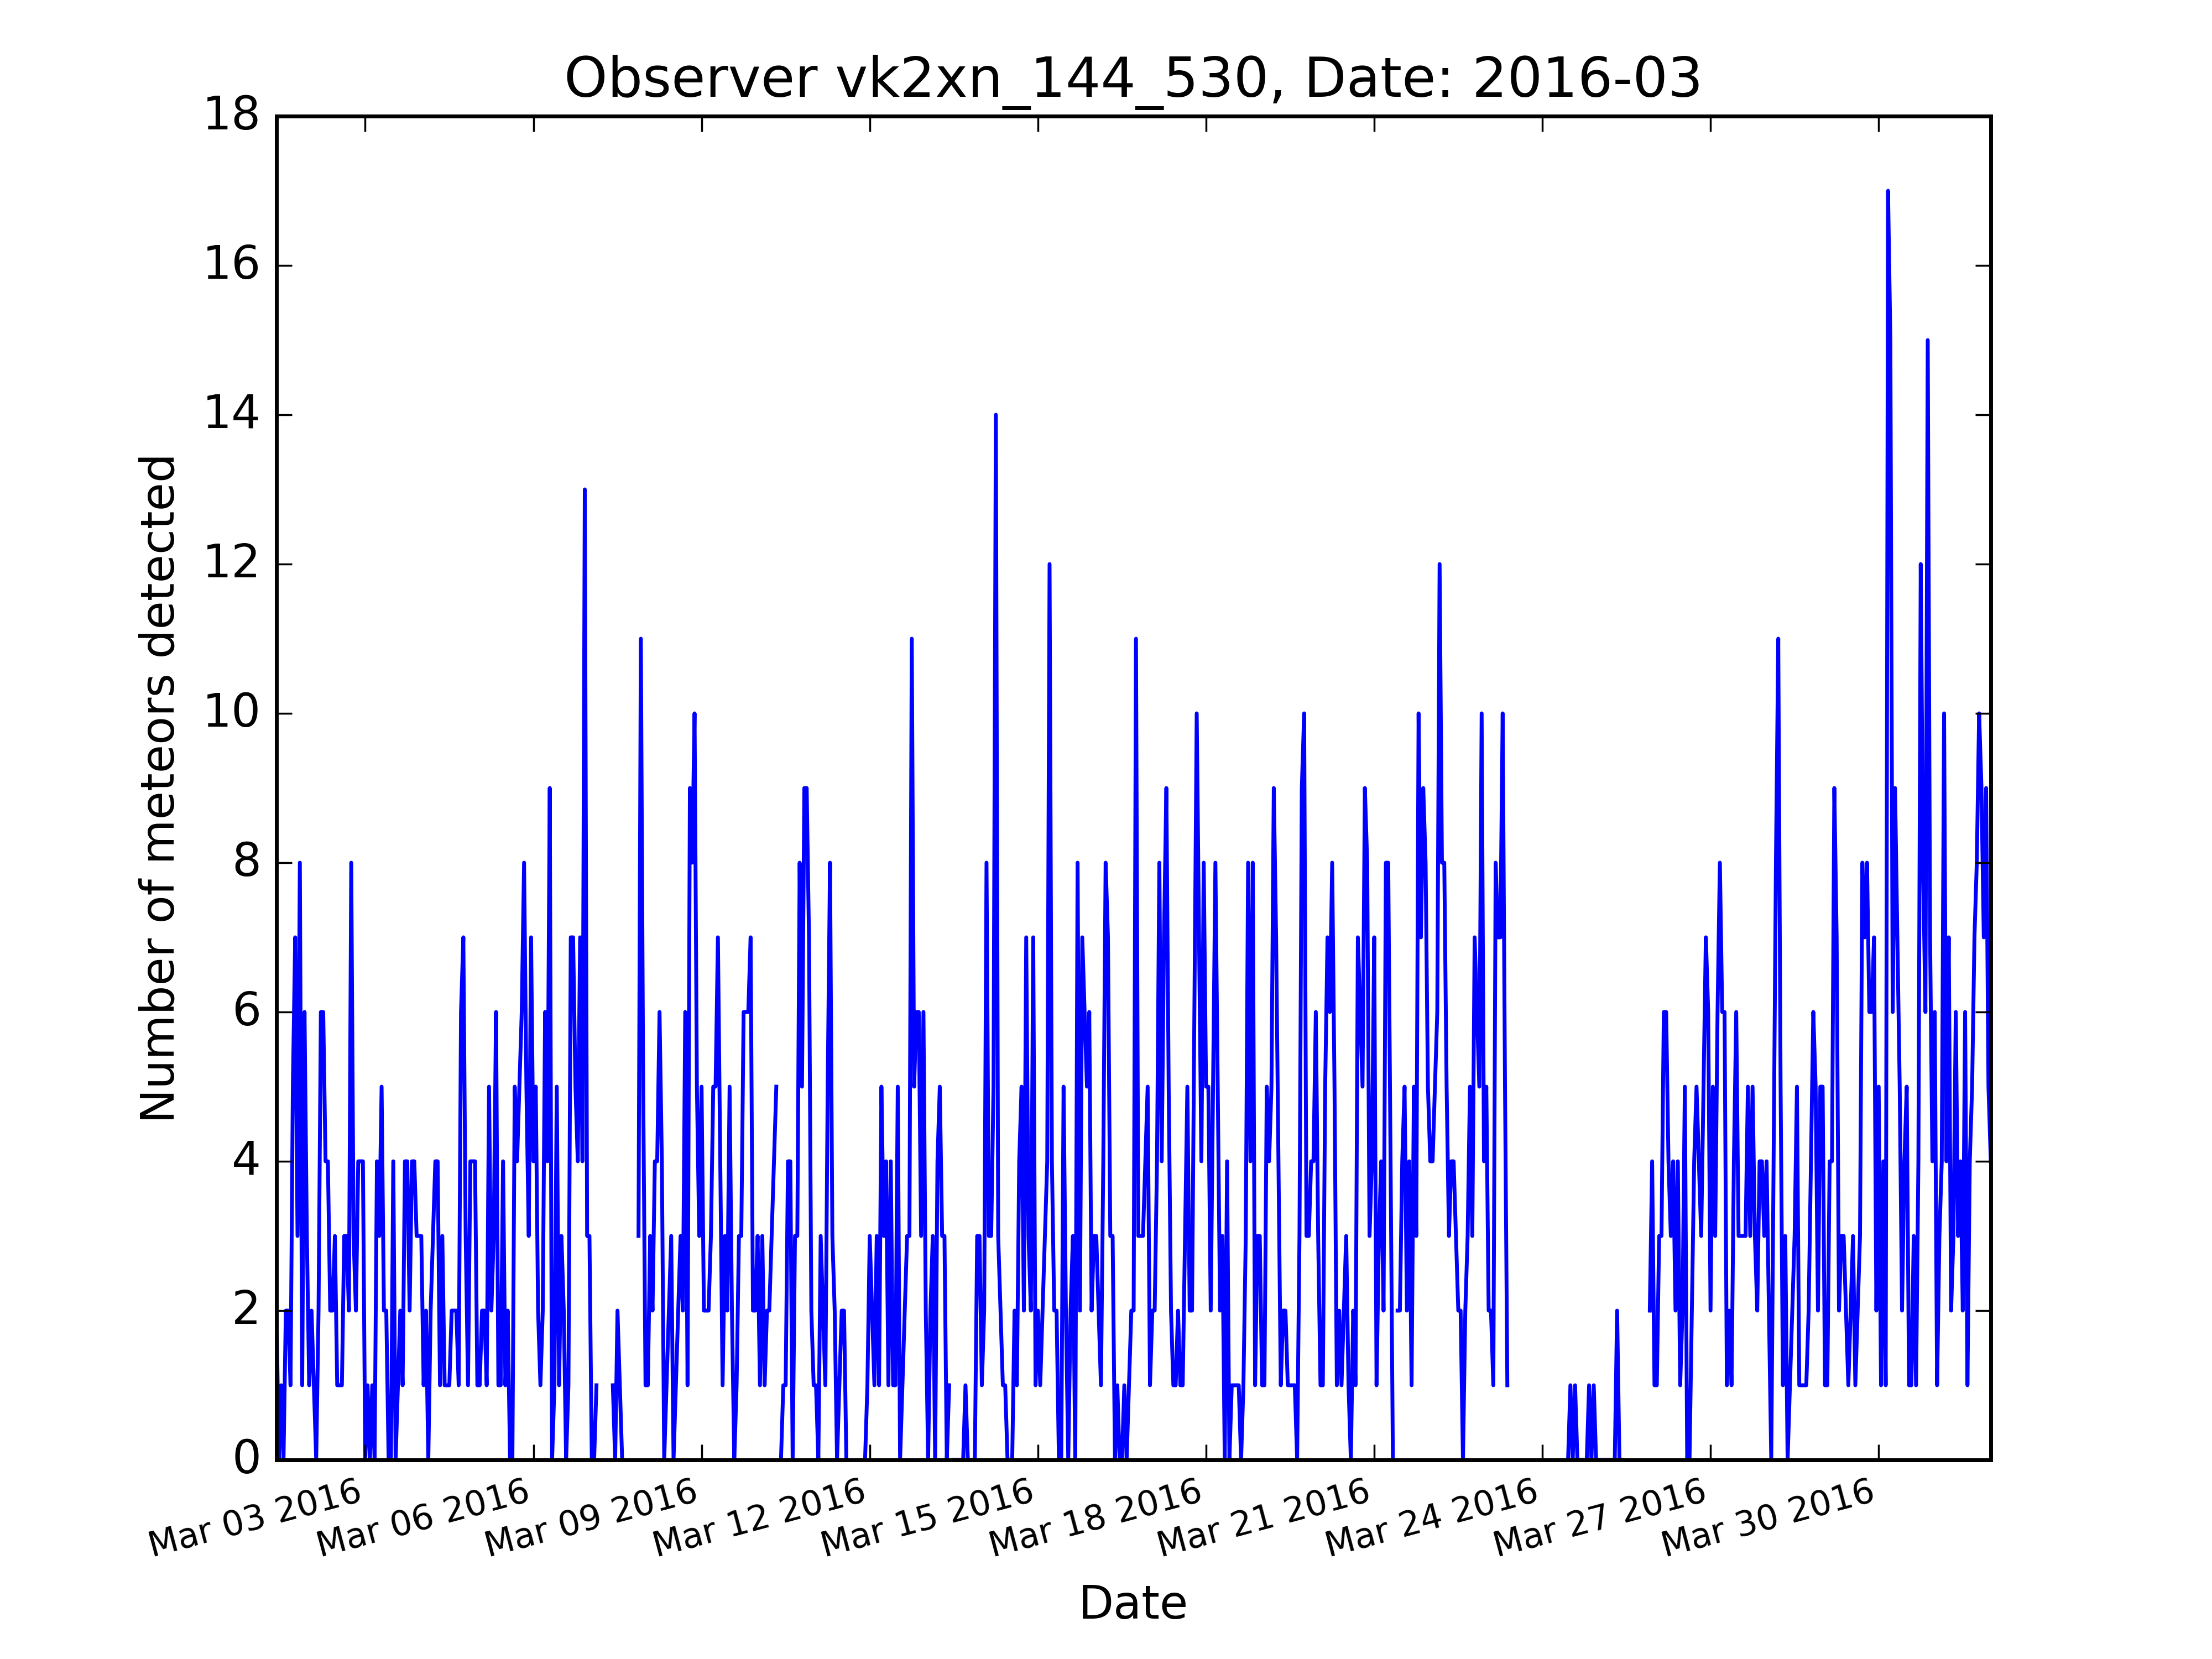 Observer vk2xn_144_530, Date: 2016-03
Number of meteors detected
18
16
14
12
10
8
6
4
2
0
Mar 03 2016
Mar 06 2016
Mar 09 2016
Mar 12 2016
Mar 15 2016
Mar 18 2016
Mar 21 2016
Mar 24 2016
Mar 27 2016
Mar 30 2016
Date